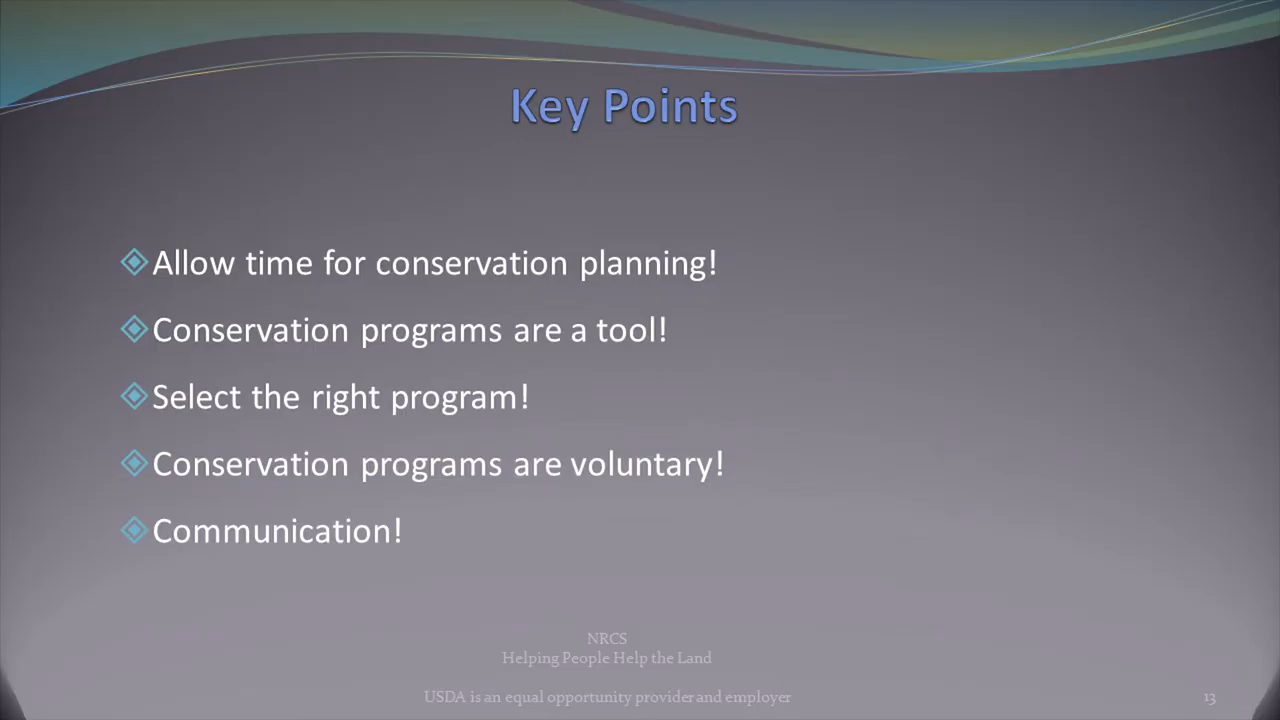 Key Points
Allow time for conservation planning!
Conservation programs are a tool!
Select the right program!
Conservation programs are voluntary!
Communication!
NRCS
Helping People Help the Land
USDA is an equal opportunity provider and employer
13